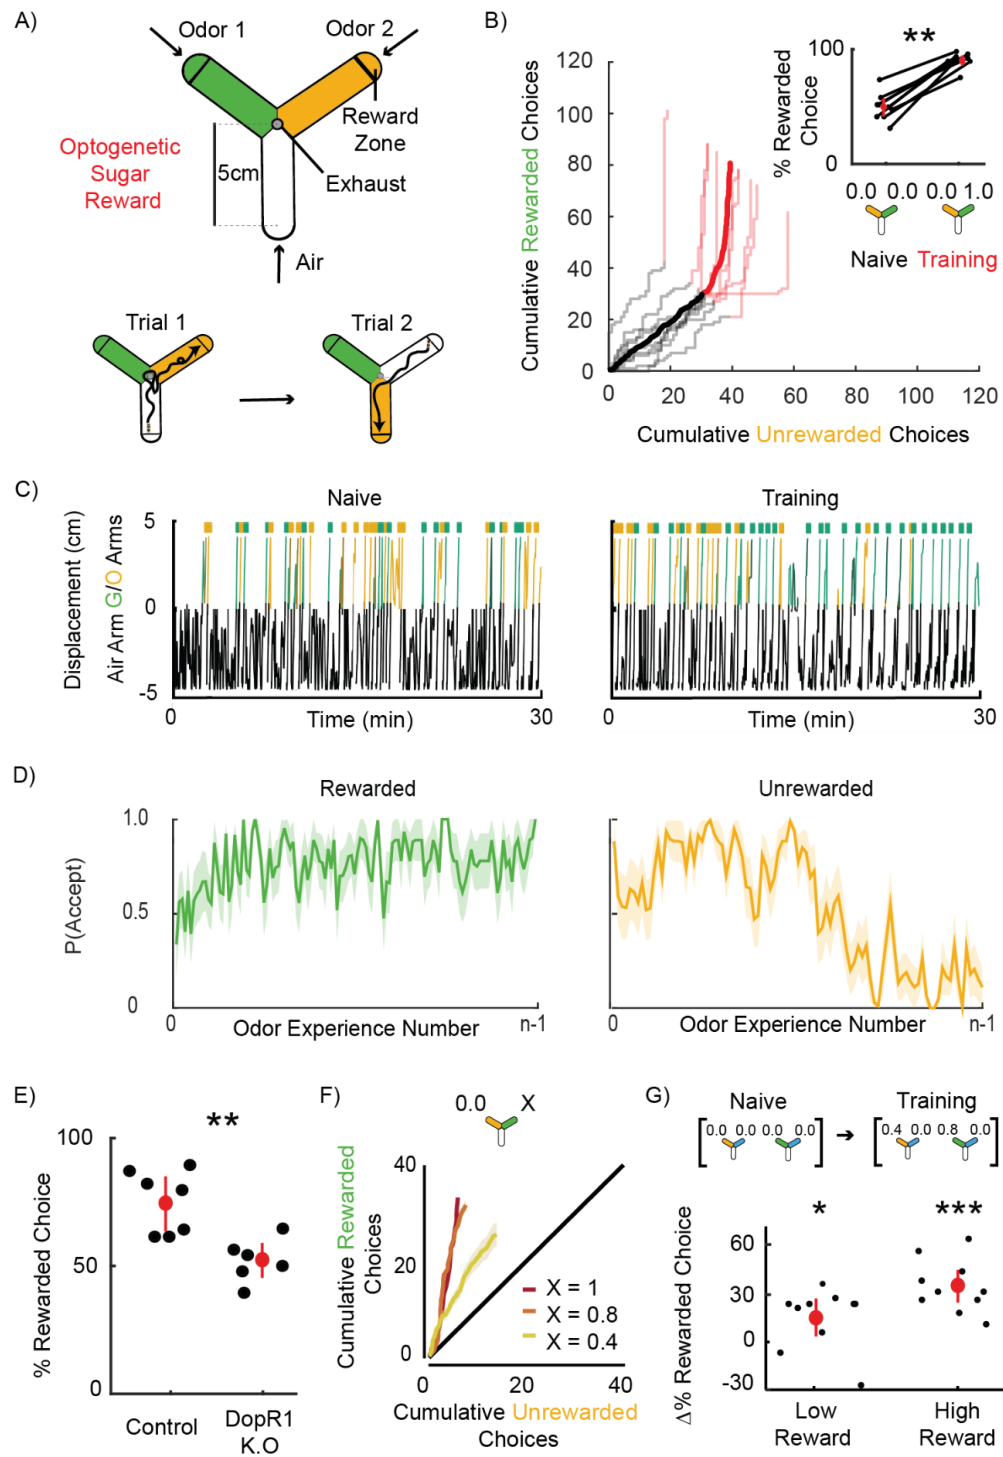 A)
Odor 1
Odor 2
Reward
Zone
Optogenetic
Sugar
Reward
5cm
Exhaust
Air
Trial 1
Trial 2
B)
Cumulative Rewarded Choices
120
100
80
60
40
20
0
0 20 40 60 80 100 120
Cumulative Unrewarded Choices
% Rewarded
Choice
100
0
**
0.0 0.0 0.0 1.0
Naive Training
C)
Naive
Training
Displacement (cm)
Air Arm G/O Arms
5
0
-5
0
Time (min)
30
0
Time (min)
30
D)
Rewarded
Unrewarded
P(Accept)
1.0
0.5
0
0
Odor Experience Number
n-1
0
Odor Experience Number
n-1
E)
**
% Rewarded Choice
100
50
0
Control
DopR1
K.O
F)
0.0 X
Cumulative Rewarded
Choices
40
20
0
X = 1
X = 0.8
X = 0.4
0 20 40
Cumulative Unrewarded
Choices
G)
Naive
Training
0.0 0.0 0.0 0.0
0.4 0.0 0.8 0.0
Δ% Rewarded Choice
60
30
0
-30
*
***
Low
Reward
High
Reward